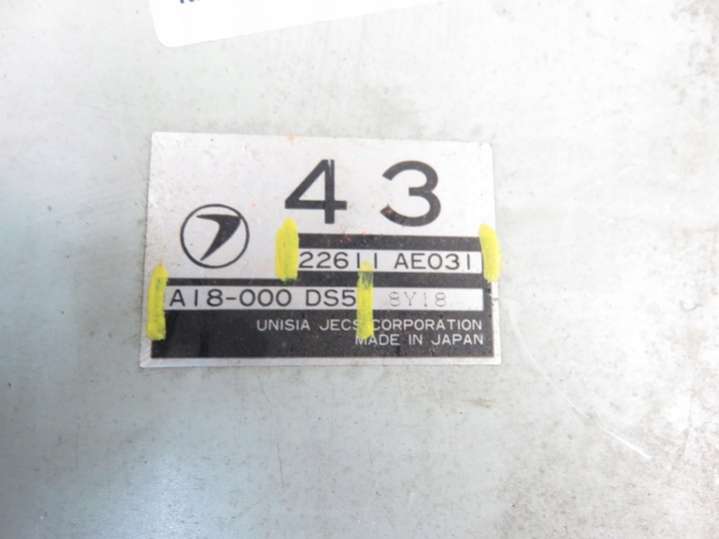 43
22611 AE031
A18-000 DS5 8Y18
UNISIA JECS CORPORATION
MADE IN JAPAN